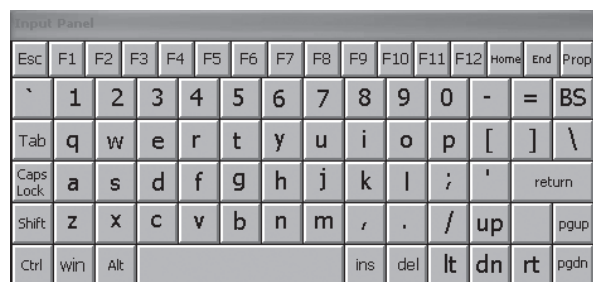 Input Panel
Esc F1 F2 F3 F4 F5 F6 F7 F8 F9 F10 F11 F12 Home End Prop
` 1 2 3 4 5 6 7 8 9 0 - = BS
Tab q w e r t y u i o p [ ] \
Caps Lock a s d f g h j k l ; ' return
Shift z x c v b n m , . / up pgup
Ctrl win Alt ins del lt dn rt pgdn